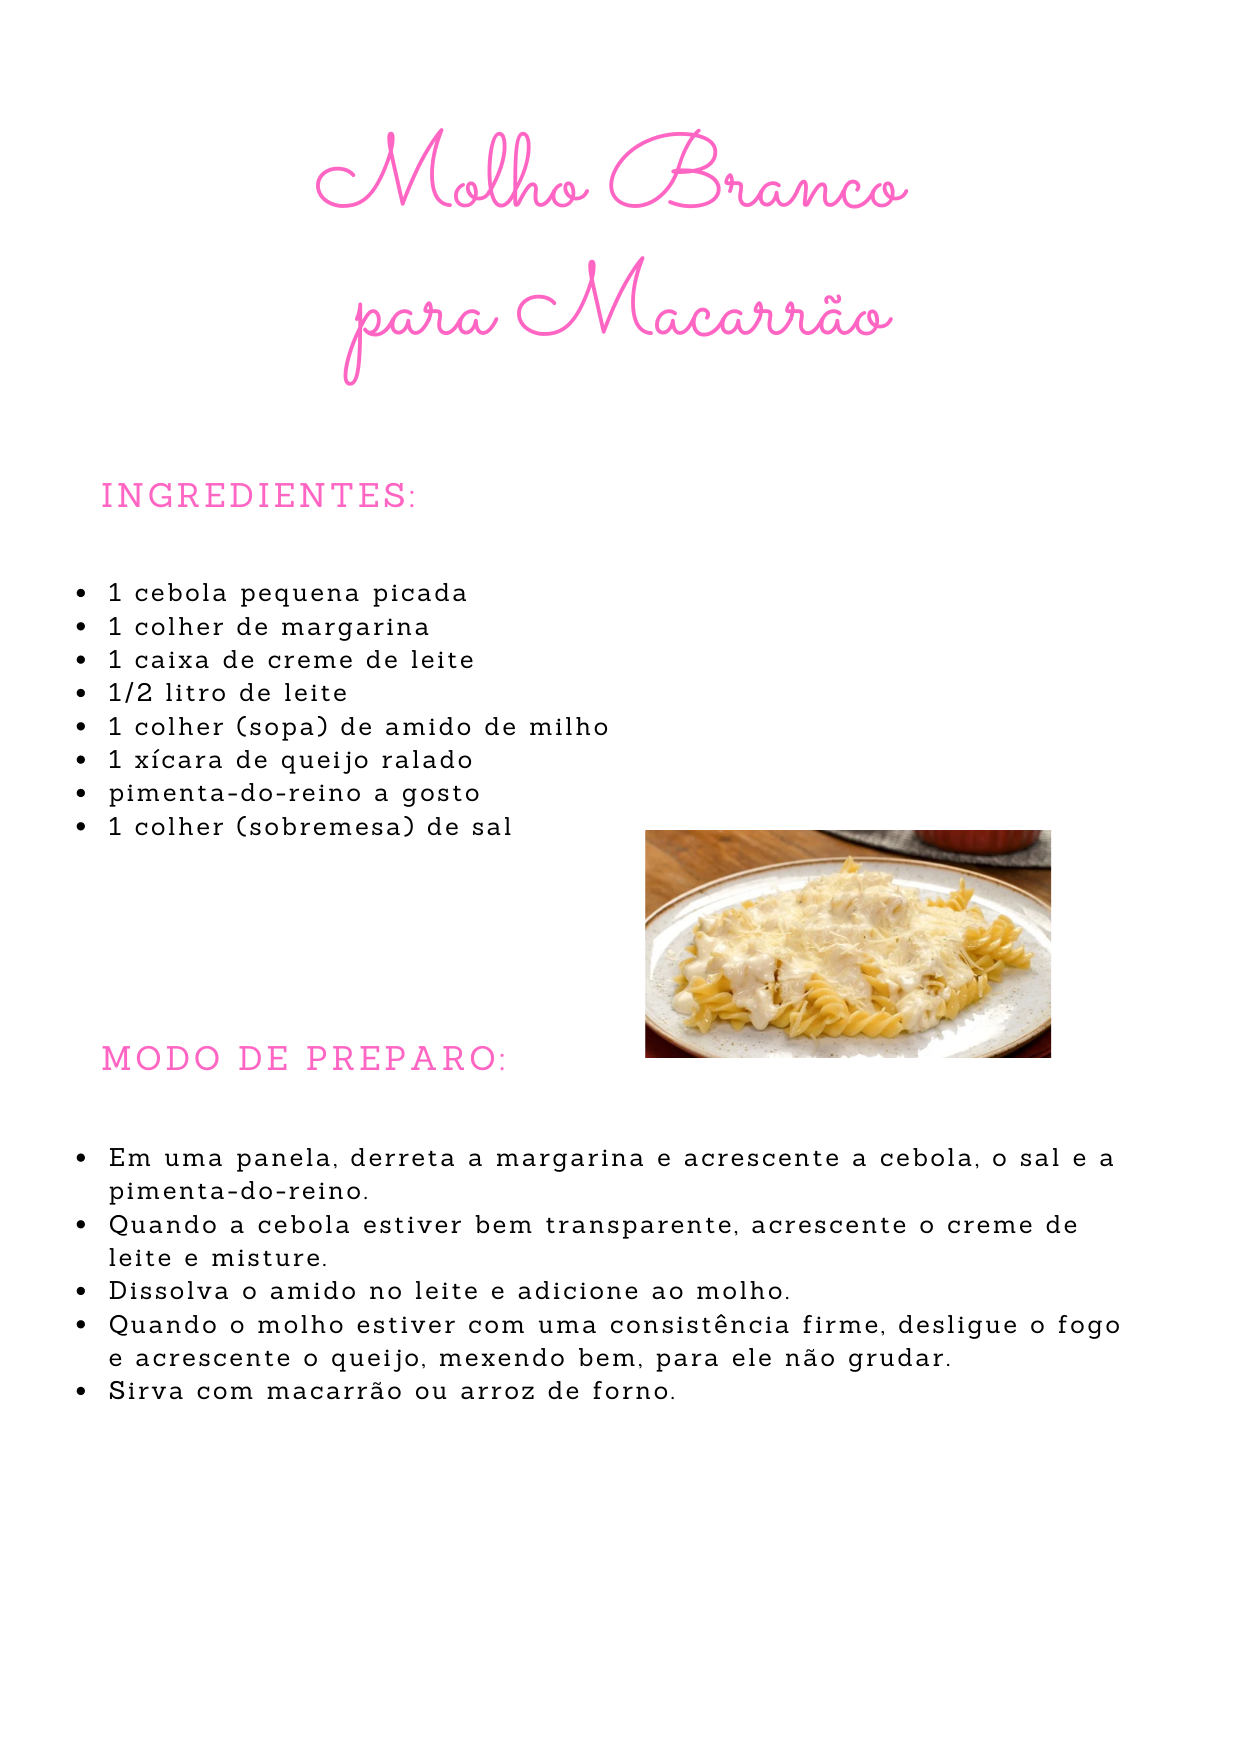 Molho Branco
para Macarrão
INGREDIENTES:
• 1 cebola pequena picada
• 1 colher de margarina
• 1 caixa de creme de leite
• 1/2 litro de leite
• 1 colher (sopa) de amido de milho
• 1 xícara de queijo ralado
• pimenta-do-reino a gosto
• 1 colher (sobremesa) de sal
MODO DE PREPARO:
• Em uma panela, derreta a margarina e acrescente a cebola, o sal e a
pimenta-do-reino.
• Quando a cebola estiver bem transparente, acrescente o creme de
leite e misture.
• Dissolva o amido no leite e adicione ao molho.
• Quando o molho estiver com uma consistência firme, desligue o fogo
e acrescente o queijo, mexendo bem, para ele não grudar.
• Sirva com macarrão ou arroz de forno.